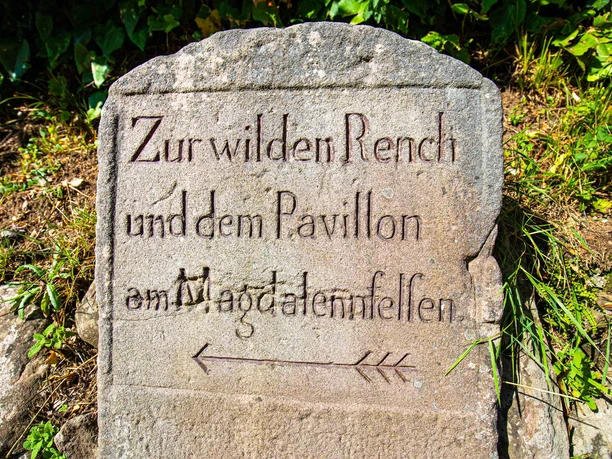 Zur wilden Rench
und dem Pavillon
am Magdalennfelſen